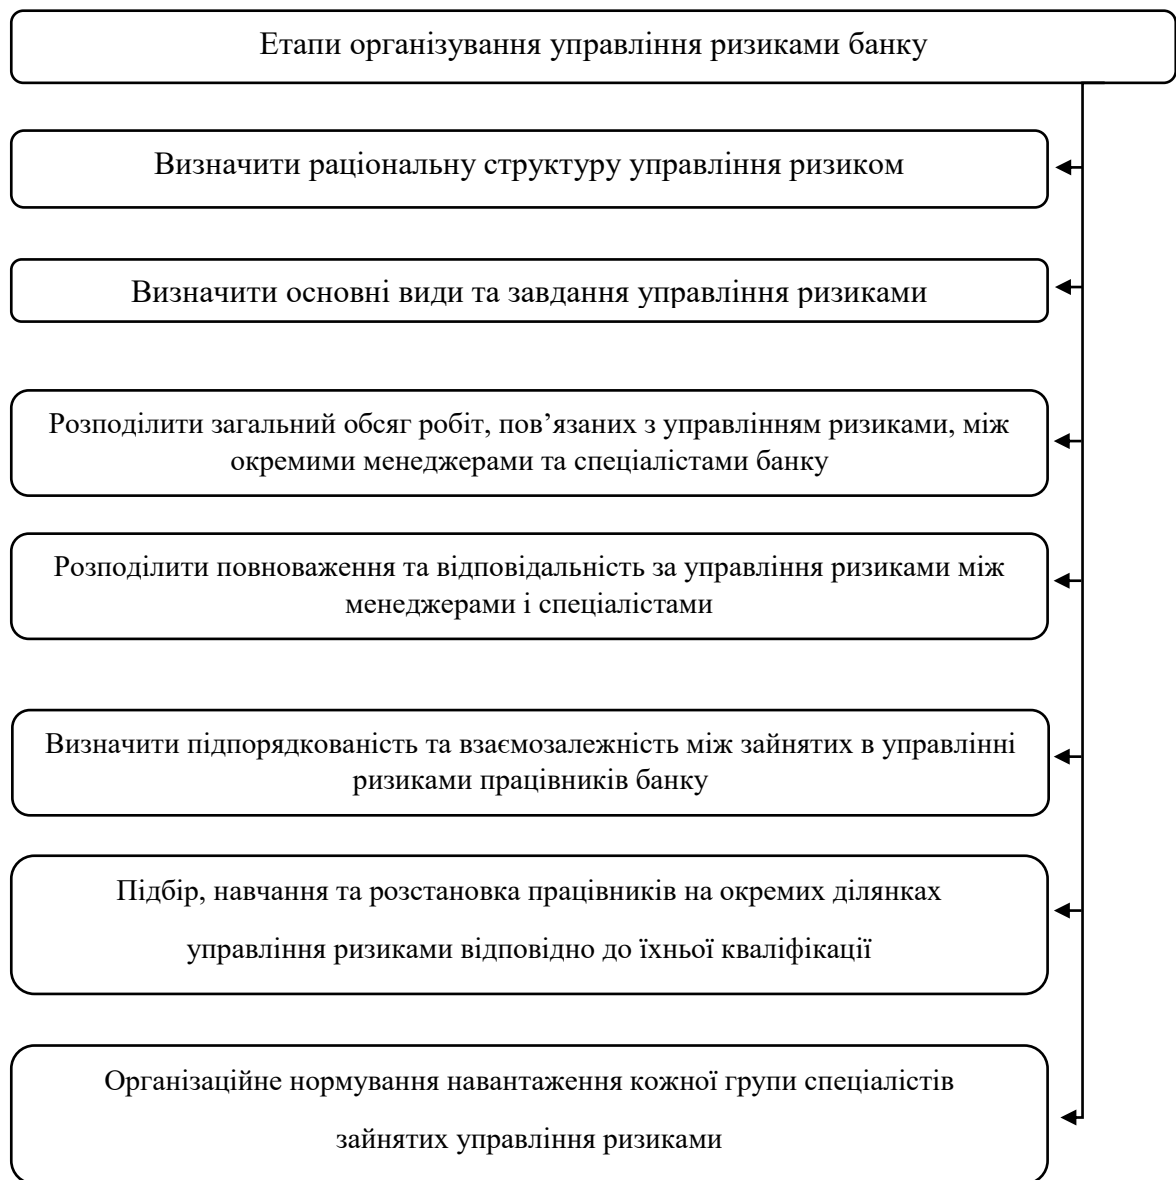 Етапи організування управління ризиками банку
Визначити раціональну структуру управління ризиком
Визначити основні види та завдання управління ризиками
Розподілити загальний обсяг робіт, пов’язаних з управлінням ризиками, між
окремими менеджерами та спеціалістами банку
Розподілити повноваження та відповідальність за управління ризиками між
менеджерами і спеціалістами
Визначити підпорядкованість та взаємозалежність між зайнятих в управлінні
ризиками працівників банку
Підбір, навчання та розстановка працівників на окремих ділянках
управління ризиками відповідно до їхньої кваліфікації
Організаційне нормування навантаження кожної групи спеціалістів
зайнятих управління ризиками